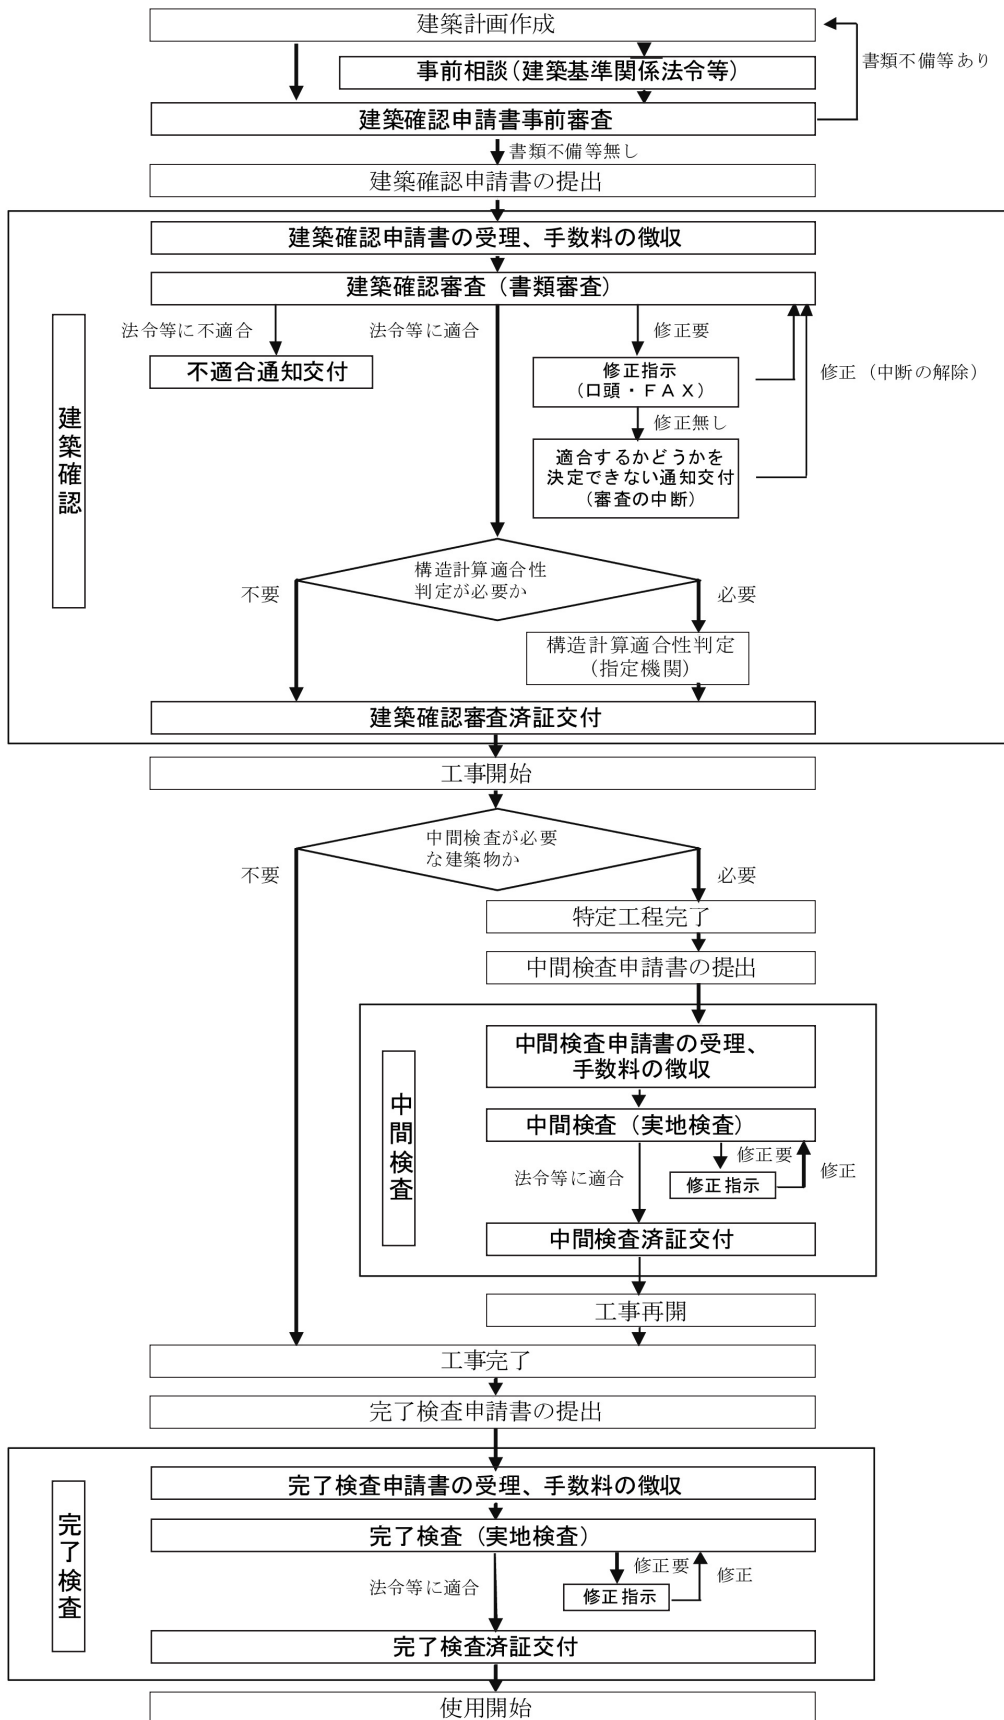 建築計画作成
書類不備等あり
事前相談（建築基準関係法令等）
建築確認申請書事前審査
書類不備等無し
建築確認申請書の提出
建築確認申請書の受理、手数料の徴収
建築確認審査（書類審査）
法令等に不適合
法令等に適合
修正要
不適合通知交付
修正指示
（口頭・ＦＡＸ）
修正（中断の解除）
修正無し
建築確認
適合するかどうかを
決定できない通知交付
（審査の中断）
構造計算適合性
判定が必要か
不要
必要
構造計算適合性判定
（指定機関）
建築確認審査済証交付
工事開始
中間検査が必要
な建築物か
不要
必要
特定工程完了
中間検査申請書の提出
中間検査申請書の受理、
手数料の徴収
中間検査
中間検査（実地検査）
修正要
修正
法令等に適合
修正指示
中間検査済証交付
工事再開
工事完了
完了検査申請書の提出
完了検査申請書の受理、手数料の徴収
完了検査
完了検査（実地検査）
修正要
修正
法令等に適合
修正指示
完了検査済証交付
使用開始